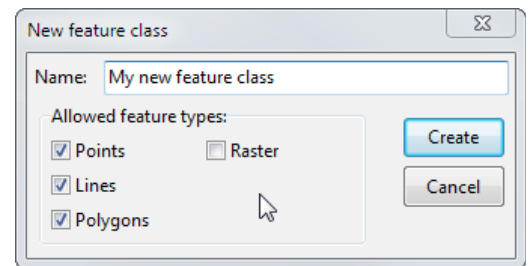 New feature class
Name: My new feature class
Allowed feature types:
Points Raster
Lines
Polygons
Create
Cancel